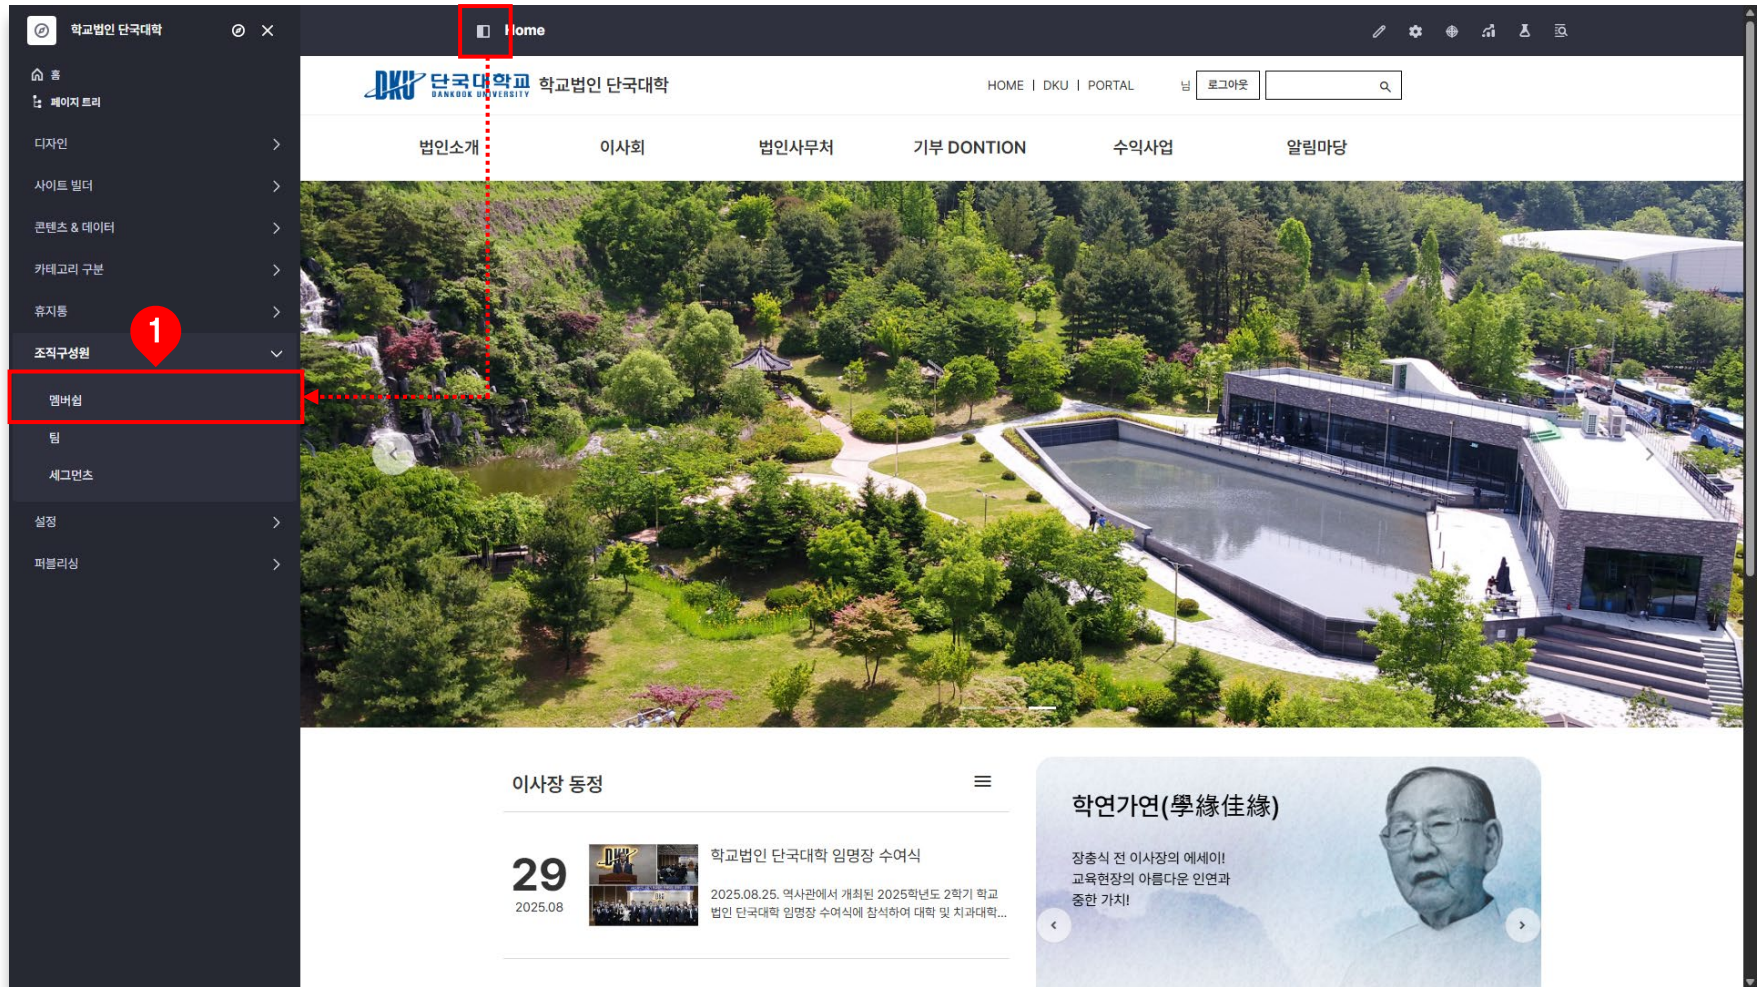 학교법인 단국대학
Home
홈
페이지 트리
디자인
사이트 빌더
콘텐츠 & 데이터
카테고리 구분
휴지통
1
조직구성원
멤버쉽
팀
세그먼츠
설정
퍼블리싱
DKU 단국대학교 학교법인 단국대학
DANKOOK UNIVERSITY
HOME | DKU | PORTAL 님 로그아웃
법인소개 이사회 법인사무처 기부 DONTION 수익사업 알림마당
이사장 동정
29
2025.08
학교법인 단국대학 임명장 수여식
2025.08.25. 역사관에서 개최된 2025학년도 2학기 학교
법인 단국대학 임명장 수여식에 참석하여 대학 및 치과대학...
학연가연(學緣佳緣)
장충식 전 이사장의 에세이!
교육현장의 아름다운 인연과
중한 가치!